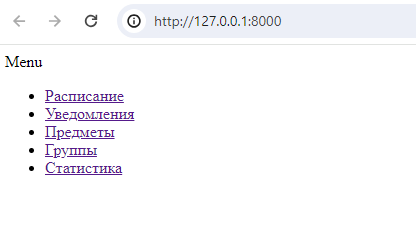 http://127.0.0.1:8000
Menu
Расписание
Уведомления
Предметы
Группы
Статистика